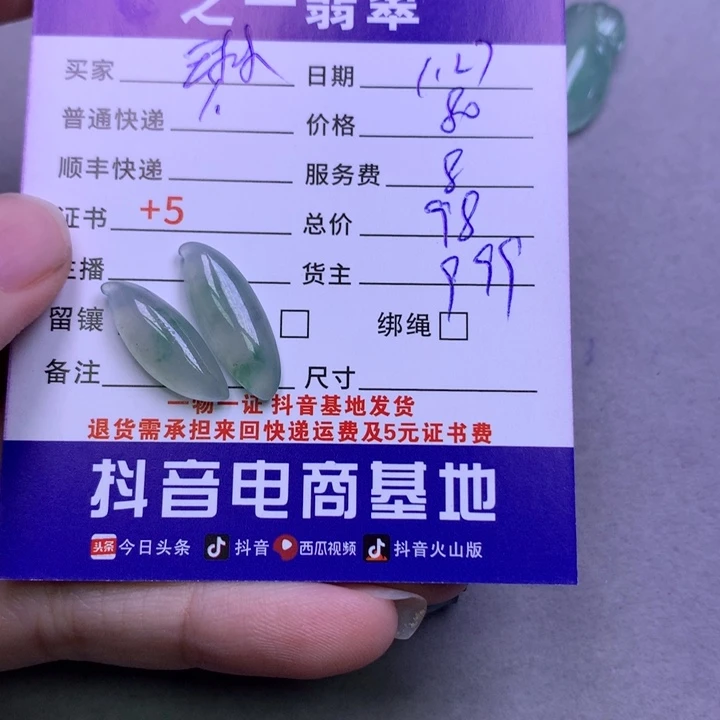 之一翡翠
买家 日期 1.27
普通快递 价格 80
顺丰快递 服务费 8
证书 +5 总价 98
主播 货主 999
留镶 绑绳
备注 尺寸
一物一证 抖音基地发货
退货需承担来回快递运费及5元证书费
抖音电商基地
头条 今日头条 抖音 西瓜视频 抖音火山版